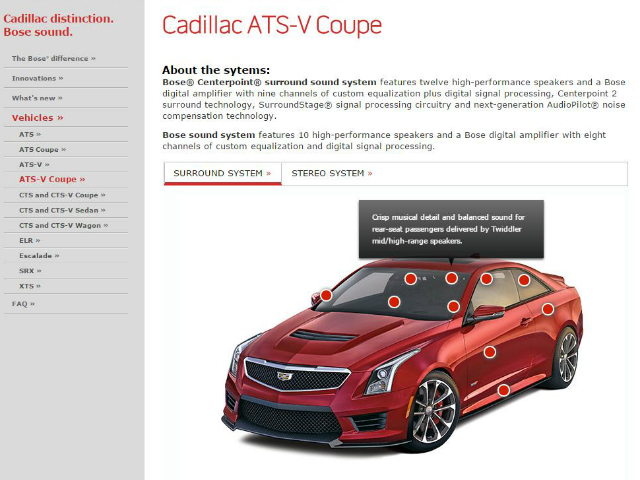 Cadillac distinction.
Bose sound.
The Bose® difference »
Innovations »
What's new »
Vehicles »
ATS »
ATS Coupe »
ATS-V »
ATS-V Coupe »
CTS and CTS-V Coupe »
CTS and CTS-V Sedan »
CTS and CTS-V Wagon »
ELR »
Escalade »
SRX »
XTS »
FAQ »
Cadillac ATS-V Coupe
About the sytems:
Bose® Centerpoint® surround sound system features twelve high-performance speakers and a Bose
digital amplifier with nine channels of custom equalization plus digital signal processing, Centerpoint 2
surround technology, SurroundStage® signal processing circuitry and next-generation AudioPilot® noise
compensation technology.
Bose sound system features 10 high-performance speakers and a Bose digital amplifier with eight
channels of custom equalization and digital signal processing.
SURROUND SYSTEM »
STEREO SYSTEM »
Crisp musical detail and balanced sound for
rear-seat passengers delivered by Twiddler
mid/high-range speakers.